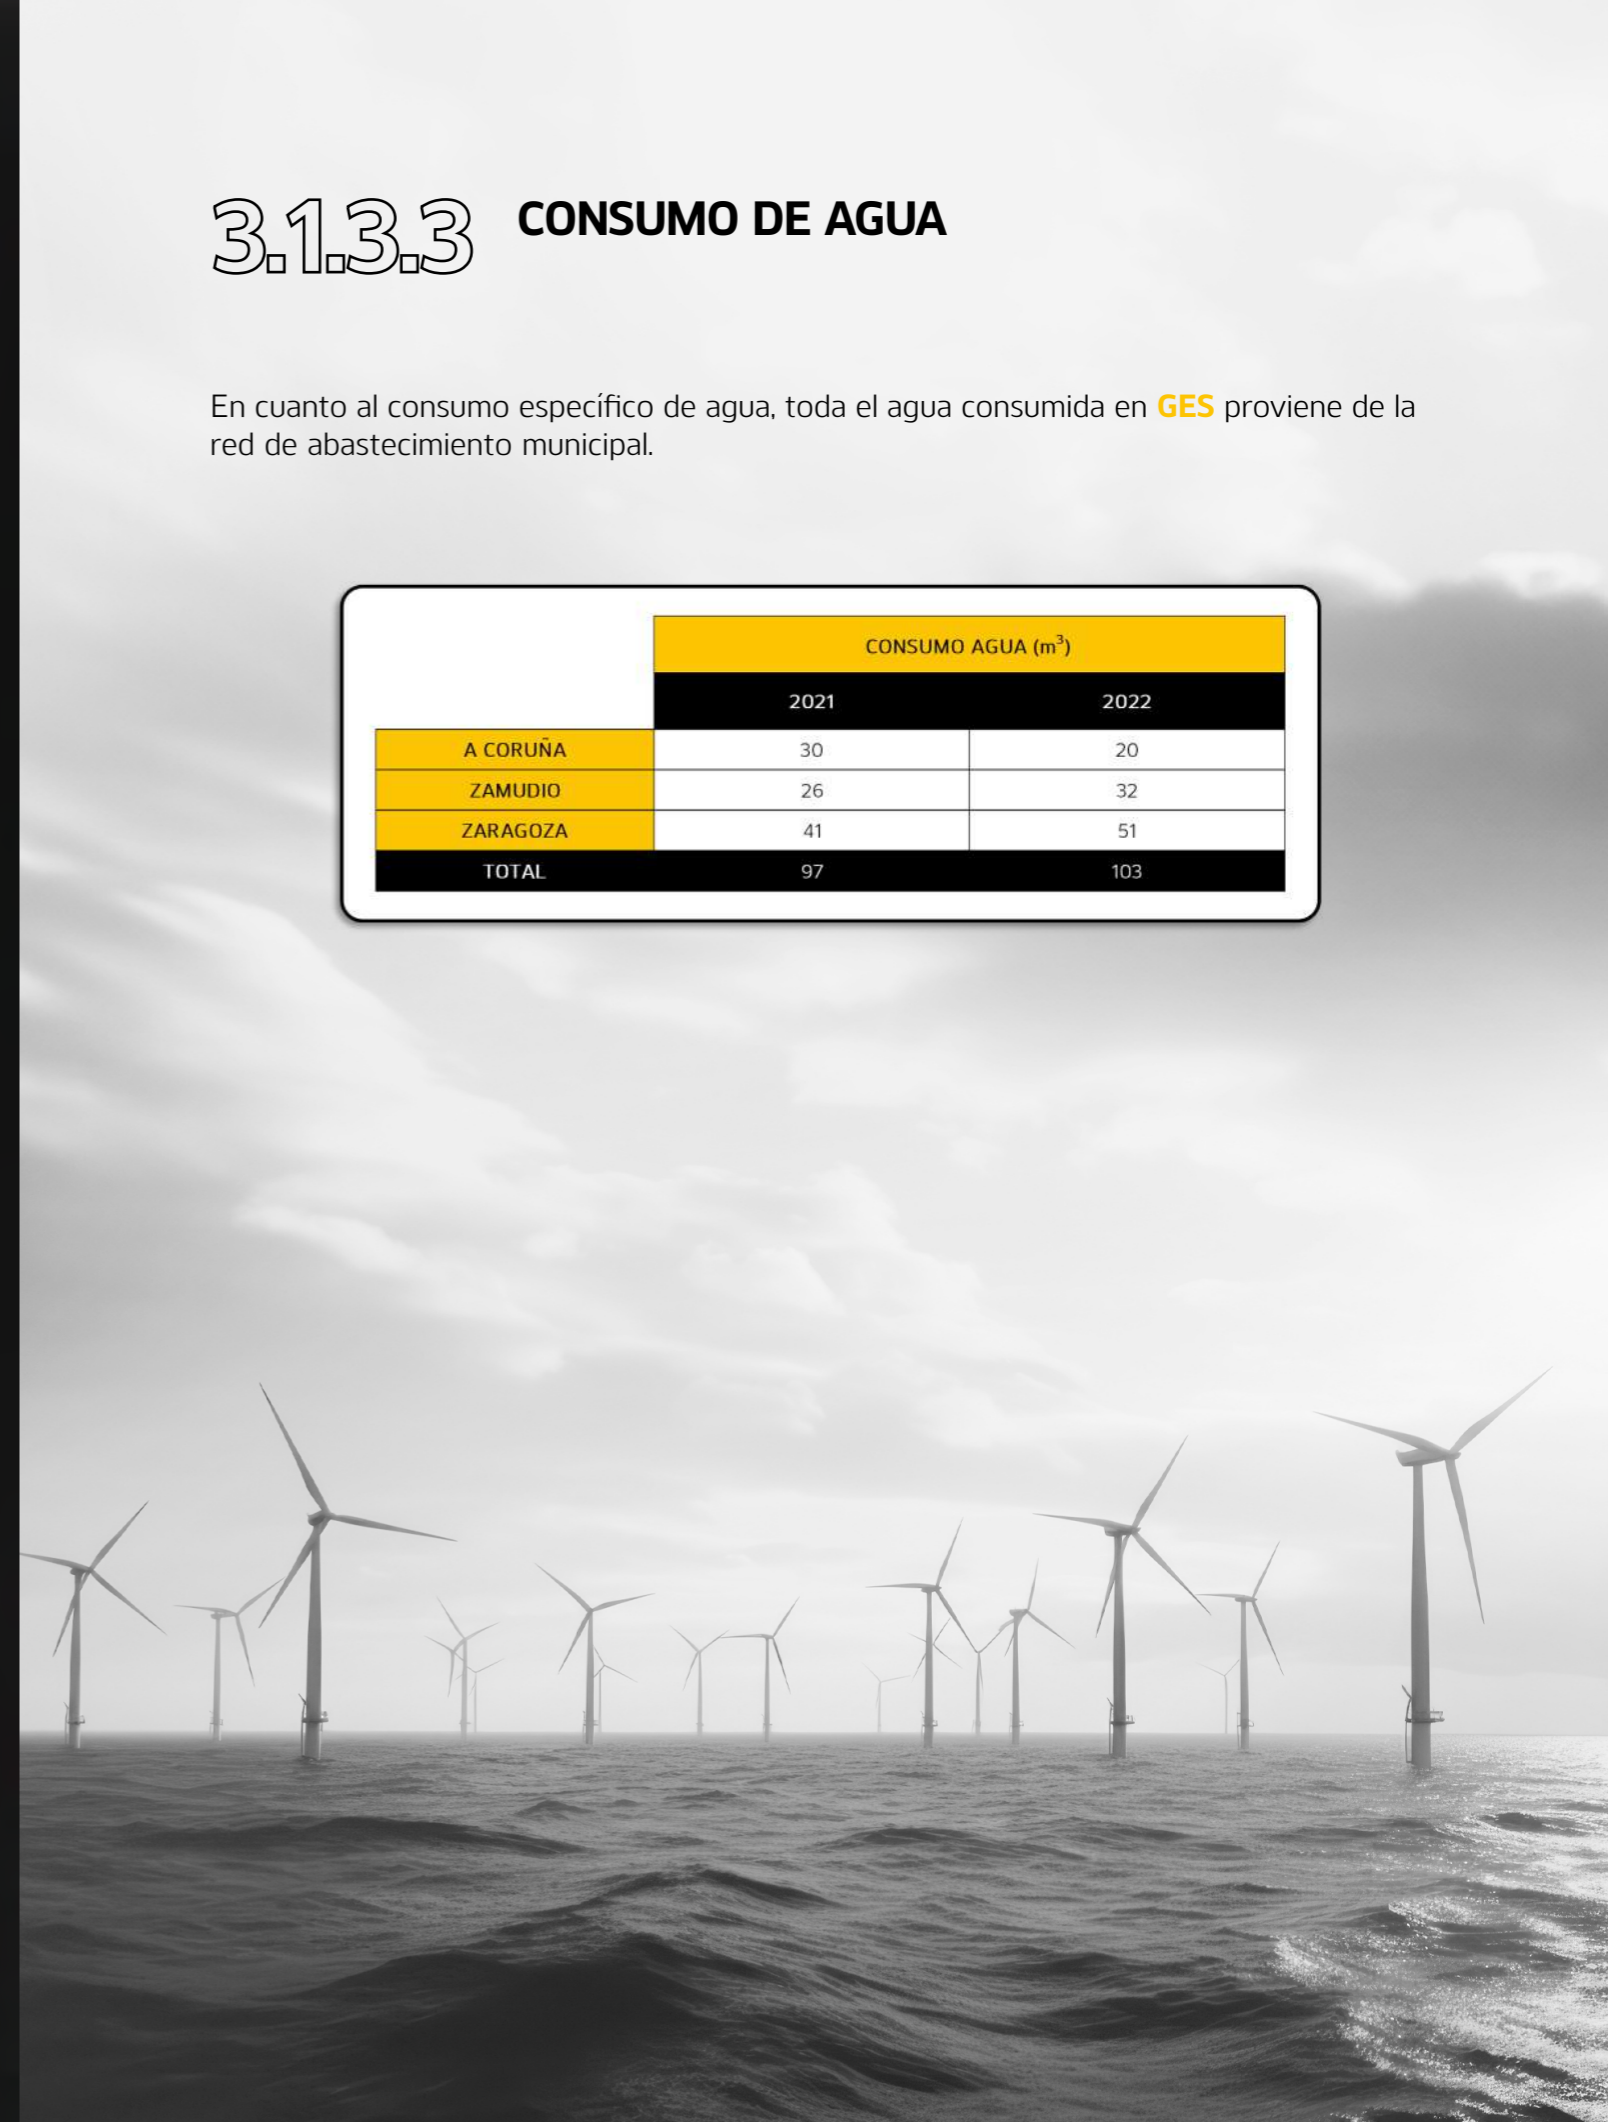 3.1.3.3 CONSUMO DE AGUA
En cuanto al consumo específico de agua, toda el agua consumida en GES proviene de la
red de abastecimiento municipal.
CONSUMO AGUA (m³)
2021 2022
A CORUÑA 30 20
ZAMUDIO 26 32
ZARAGOZA 41 51
TOTAL 97 103